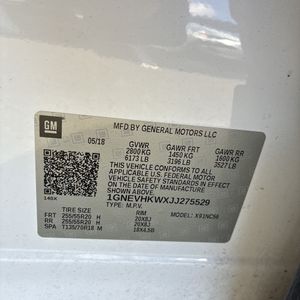 GM
MFD BY GENERAL MOTORS LLC
05/18
GVWR GAWR FRT GAWR RR
2800 KG 1450 KG 1600 KG
6173 LB 3196 LB 3527 LB
THIS VEHICLE CONFORMS TO ALL
APPLICABLE U.S. FEDERAL MOTOR
VEHICLE SAFETY STANDARDS IN EFFECT ON
THE DATE OF MANUFACTURE SHOWN ABOVE
1GNEVHKWXJJ275529
TYPE: M.P.V. MODEL:
TIRE SIZE RIM
FRT 255/55R20 H 20X8J
RR 255/55R20 H 20X8J
SPA T135/70R18 M 18X4.5B